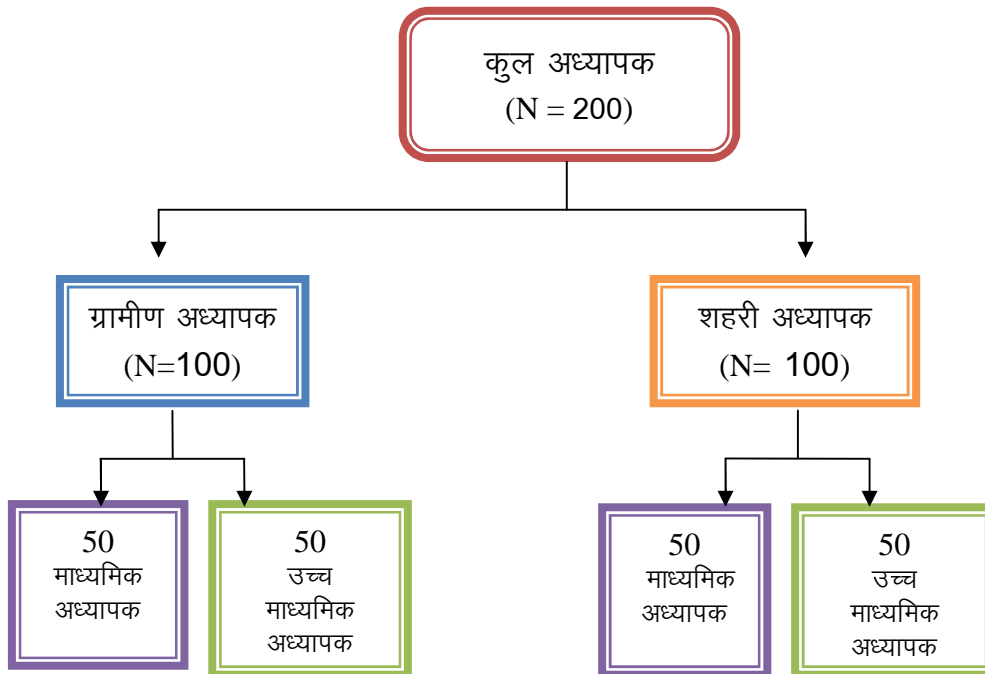 कुल अध्यापक
(N = 200)
ग्रामीण अध्यापक
(N=100)
शहरी अध्यापक
(N= 100)
50
माध्यमिक
अध्यापक
50
उच्च
माध्यमिक
अध्यापक
50
माध्यमिक
अध्यापक
50
उच्च
माध्यमिक
अध्यापक